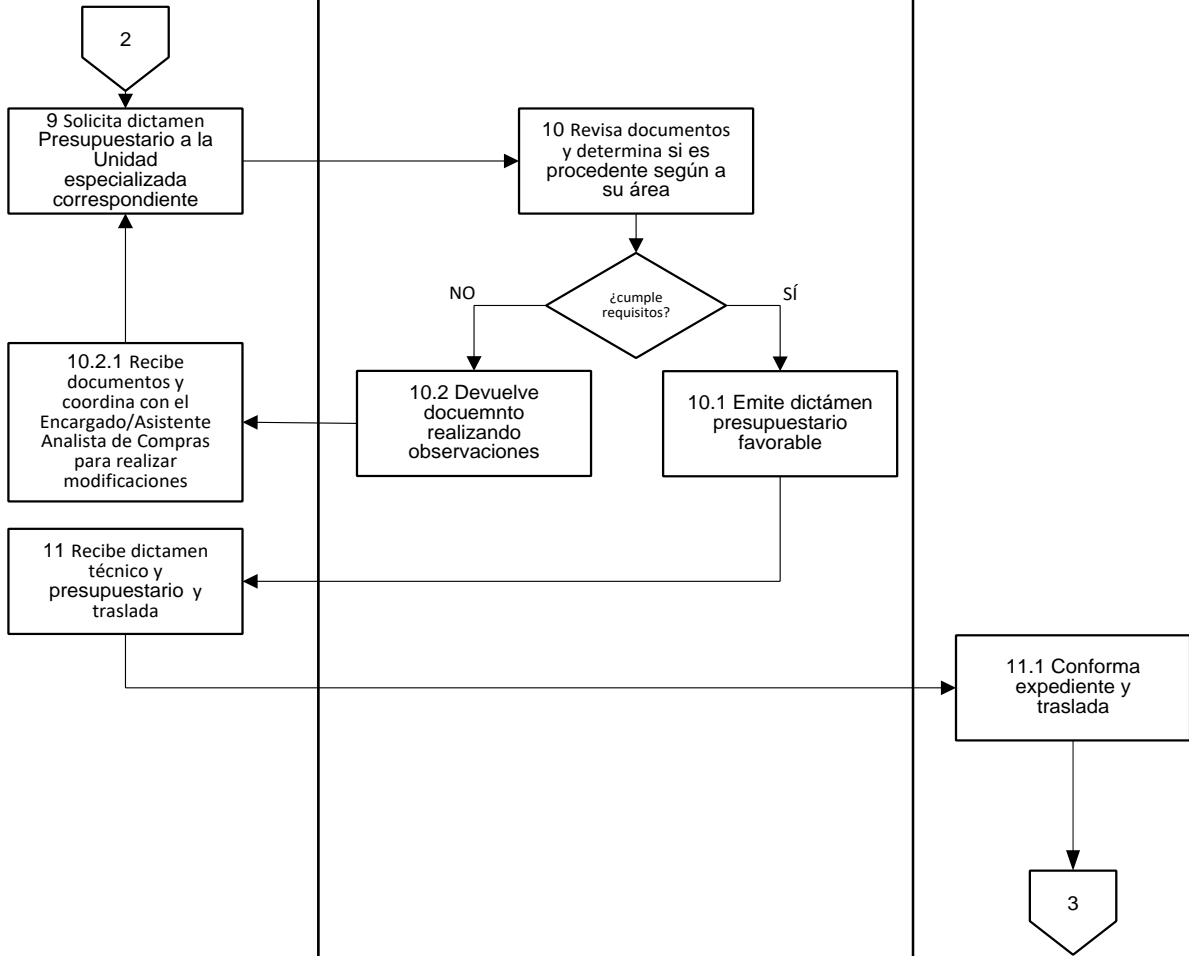 2
9 Solicita dictamen
Presupuestario a la
Unidad
especializada
correspondiente
10 Revisa documentos
y determina si es
procedente según a
su área
¿cumple
requisitos?
NO
SÍ
10.2.1 Recibe
documentos y
coordina con el
Encargado/Asistente
Analista de Compras
para realizar
modificaciones
10.2 Devuelve
docuemnto
realizando
observaciones
10.1 Emite dictámen
presupuestario
favorable
11 Recibe dictamen
técnico y
presupuestario y
traslada
11.1 Conforma
expediente y
traslada
3